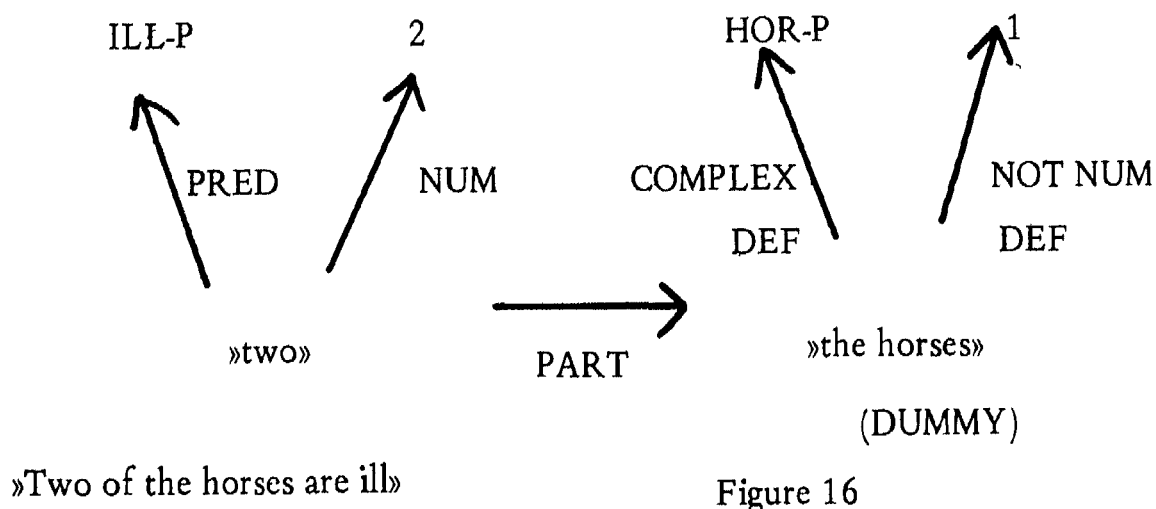 ILL-P 2 HOR-P 1
PRED NUM COMPLEX NOT NUM
DEF DEF
»two» PART »the horses»
(DUMMY)
»Two of the horses are ill» Figure 16